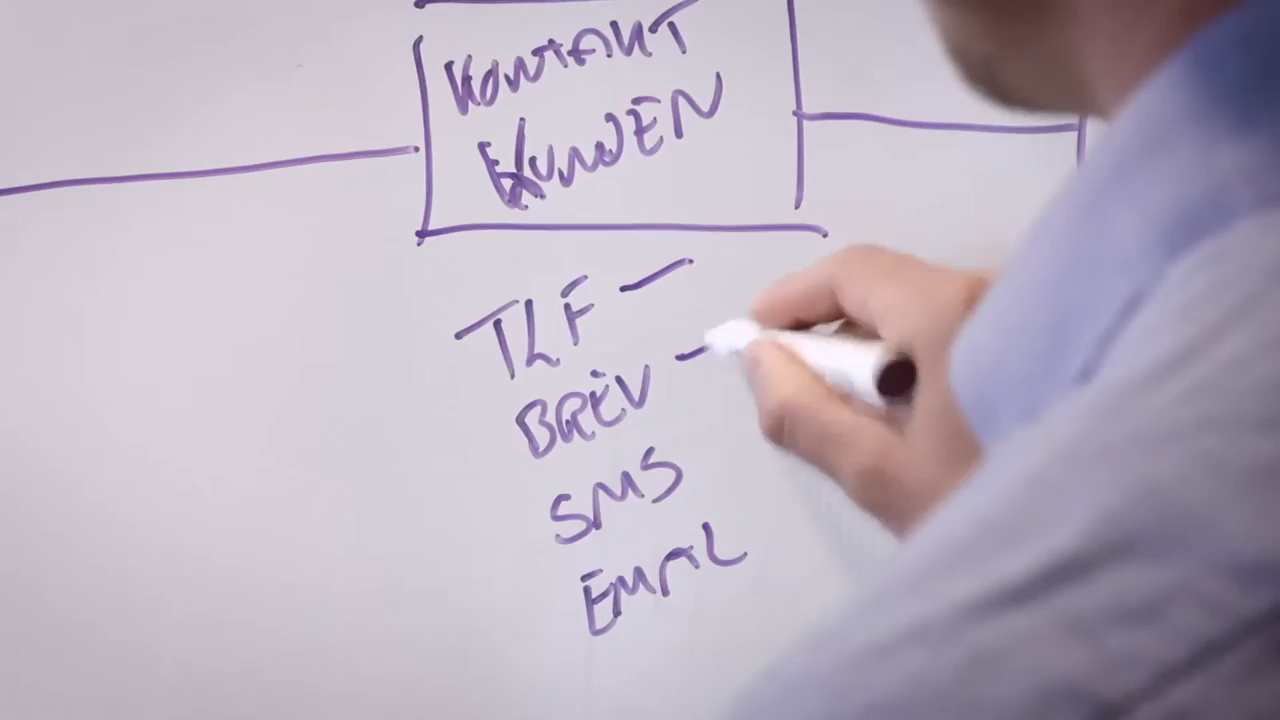 KONTAKT
KUNDEN
TLF –
BREV –
SMS
EMAIL